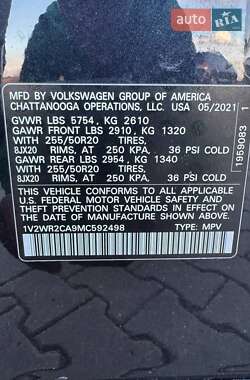 AUTO
RIA
MFD BY VOLKSWAGEN GROUP OF AMERICA
CHATTANOOGA OPERATIONS, LLC. USA 05/2021
GVWR LBS 5754 , KG 2610
GAWR FRONT LBS 2910, KG 1320
WITH 255/50R20 TIRES,
8JX20 RIMS, AT 250 KPA, 36 PSI COLD
GAWR REAR LBS 2954 , KG 1340
WITH 255/50R20 TIRES,
8JX20 RIMS, AT 250 KPA, 36 PSI COLD
THIS VEHICLE CONFORMS TO ALL APPLICABLE
U.S. FEDERAL MOTOR VEHICLE SAFETY AND
THEFT PREVENTION STANDARDS IN EFFECT ON
THE DATE OF MANUFACTURE SHOWN ABOVE.
1V2WR2CA9MC592498 TYPE: MPV
1959083 1